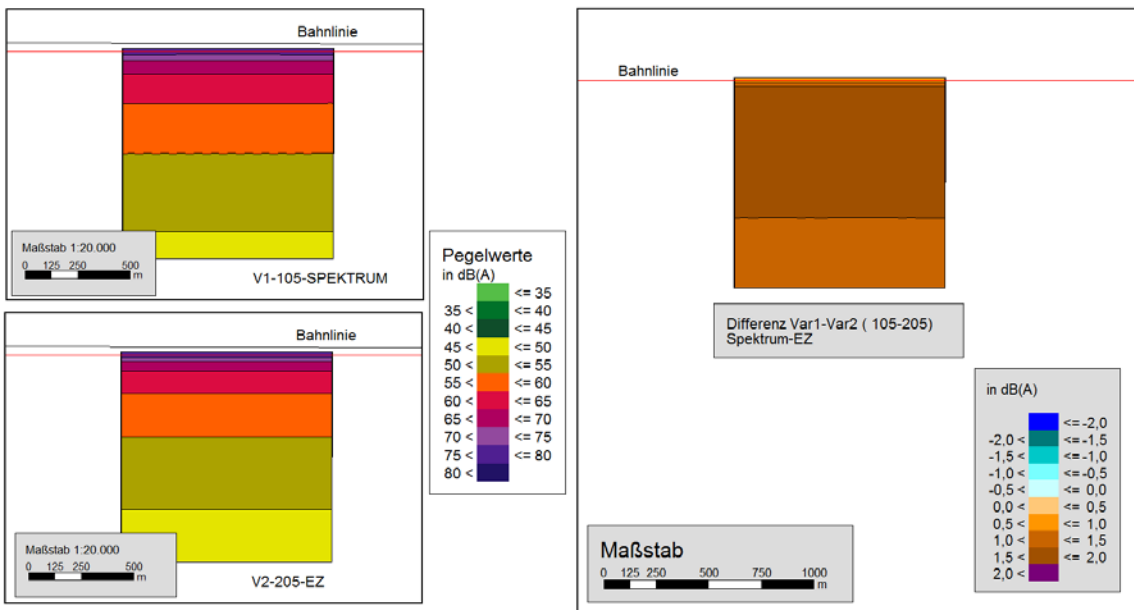 Bahnlinie
Maßstab 1:20.000
0 125 250 500
m
V1-105-SPEKTRUM
Bahnlinie
Maßstab 1:20.000
0 125 250 500
m
V2-205-EZ
Pegelwerte
in dB(A)
<= 35
35 < <= 40
40 < <= 45
45 < <= 50
50 < <= 55
55 < <= 60
60 < <= 65
65 < <= 70
70 < <= 75
75 < <= 80
80 <
Bahnlinie
Differenz Var1-Var2 ( 105-205)
Spektrum-EZ
in dB(A)
<= -2,0
-2,0 < <= -1,5
-1,5 < <= -1,0
-1,0 < <= -0,5
-0,5 < <= 0,0
0,0 < <= 0,5
0,5 < <= 1,0
1,0 < <= 1,5
1,5 < <= 2,0
2,0 <
Maßstab
0 125 250 500 750 1000
m